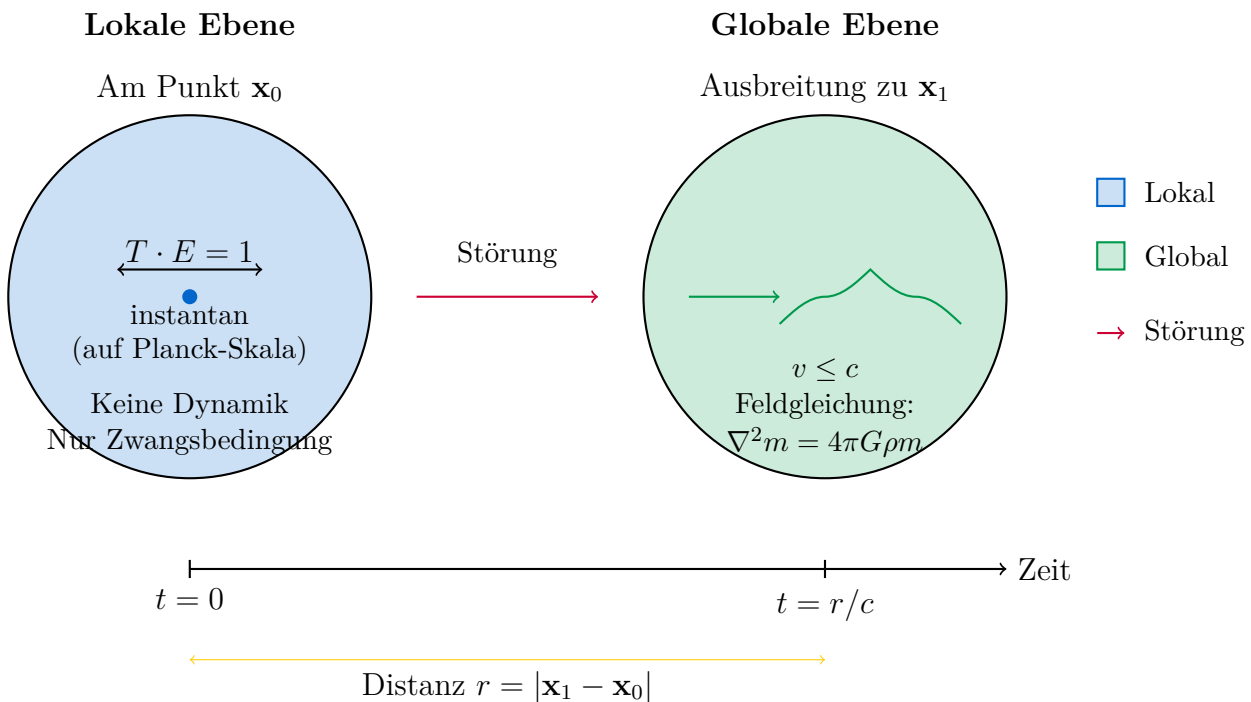 Lokale Ebene
Am Punkt x₀
T · E = 1
instantan
(auf Planck-Skala)
Keine Dynamik
Nur Zwangsbedingung
Störung
Globale Ebene
Ausbreitung zu x₁
v ≤ c
Feldgleichung:
∇²m = 4πGρm
Lokal
Global
Störung
Zeit
t = 0
t = r/c
Distanz r = |x₁ − x₀|